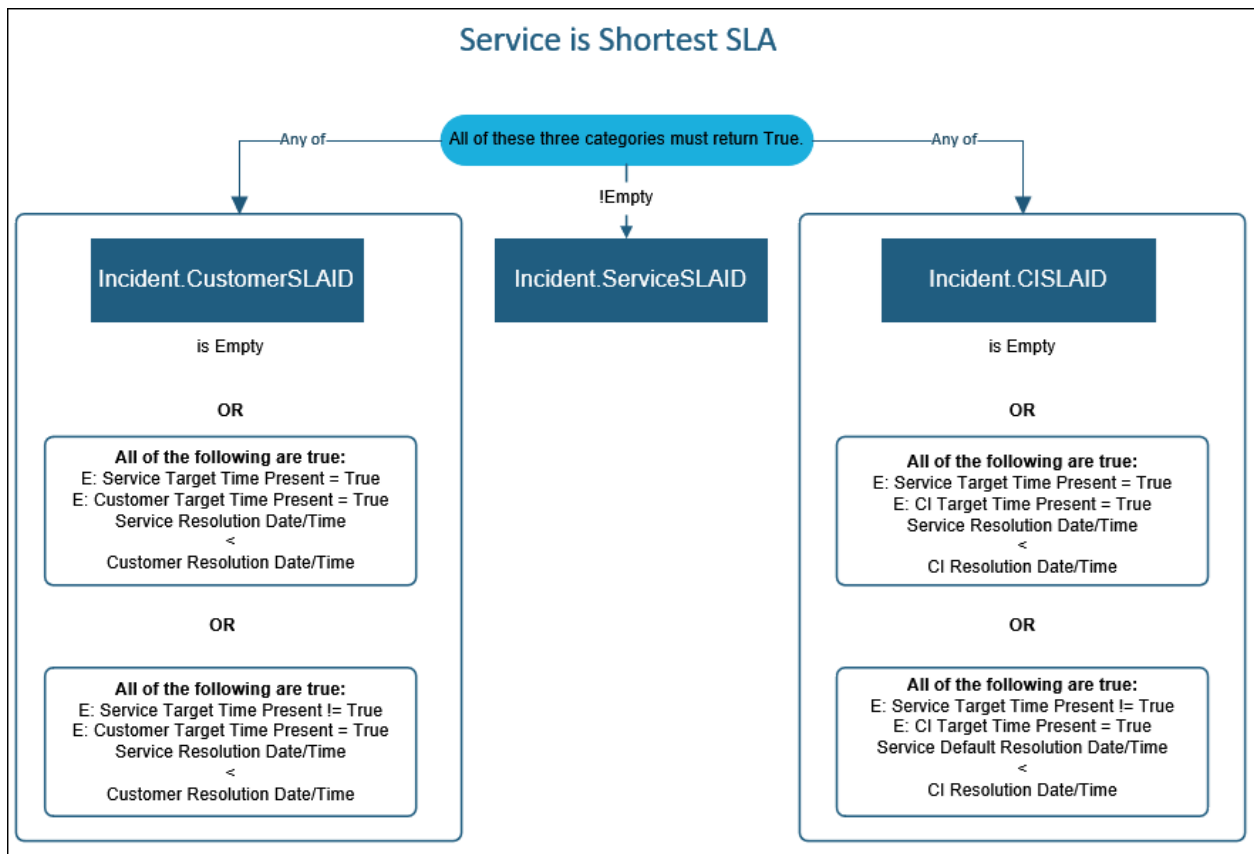 Service is Shortest SLA
Any of
All of these three categories must return True.
Any of
!Empty
Incident.CustomerSLAID
is Empty
OR
All of the following are true:
E: Service Target Time Present = True
E: Customer Target Time Present = True
Service Resolution Date/Time
<
Customer Resolution Date/Time
OR
All of the following are true:
E: Service Target Time Present != True
E: Customer Target Time Present = True
Service Resolution Date/Time
<
Customer Resolution Date/Time
Incident.ServiceSLAID
Incident.CISLAID
is Empty
OR
All of the following are true:
E: Service Target Time Present = True
E: CI Target Time Present = True
Service Resolution Date/Time
<
CI Resolution Date/Time
OR
All of the following are true:
E: Service Target Time Present != True
E: CI Target Time Present = True
Service Default Resolution Date/Time
<
CI Resolution Date/Time